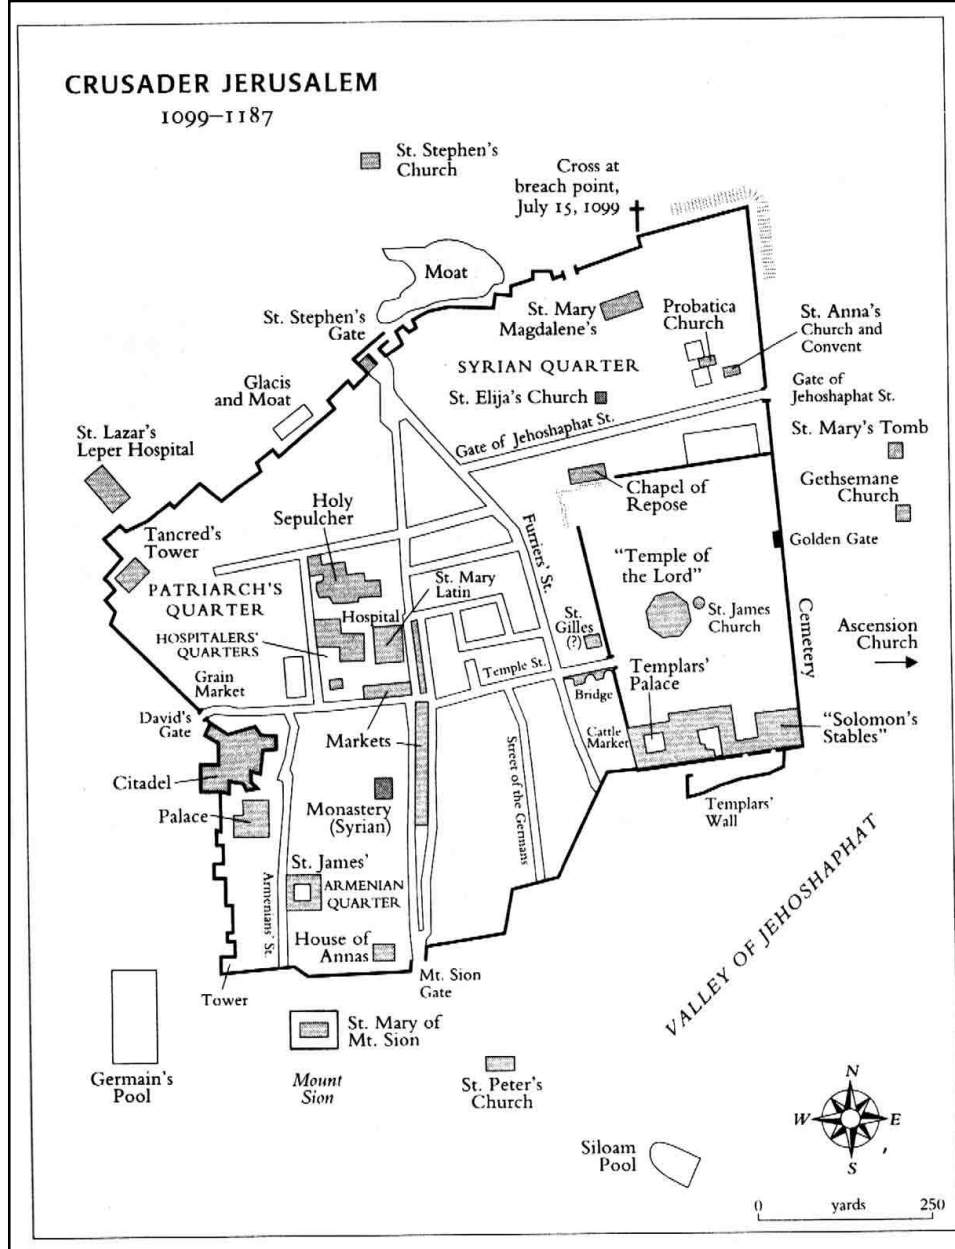 CRUSADER JERUSALEM
1099–1187
St. Stephen's
Church
Cross at
breach point,
July 15, 1099
Moat
St. Stephen's
Gate
St. Mary
Magdalene's
Probatica
Church
St. Anna's
Church and
Convent
SYRIAN QUARTER
Glacis
and Moat
St. Elija's Church
Gate of
Jehoshaphat St.
Gate of Jehoshaphat St.
St. Lazar's
Leper Hospital
St. Mary's Tomb
Gethsemane
Church
Chapel of
Repose
Holy
Sepulcher
Tancred's
Tower
Furriers' St.
Golden Gate
"Temple of
the Lord"
PATRIARCH'S
QUARTER
St. Mary
Latin
Hospital
St. James
Church
Cemetery
Ascension
Church
HOSPITALERS'
QUARTERS
St.
Gilles
(?)
Grain
Market
Temple St.
Templars'
Palace
Bridge
David's
Gate
Markets
Cattle
Market
"Solomon's
Stables"
Citadel
Street of the Germans
Palace
Monastery
(Syrian)
Templars'
Wall
St. James'
ARMENIAN
QUARTER
Armenians' St.
VALLEY OF JEHOSHAPHAT
House of
Annas
Tower
Mt. Sion
Gate
St. Mary of
Mt. Sion
Germain's
Pool
Mount
Sion
St. Peter's
Church
Siloam
Pool
N
W E
S
0 yards 250